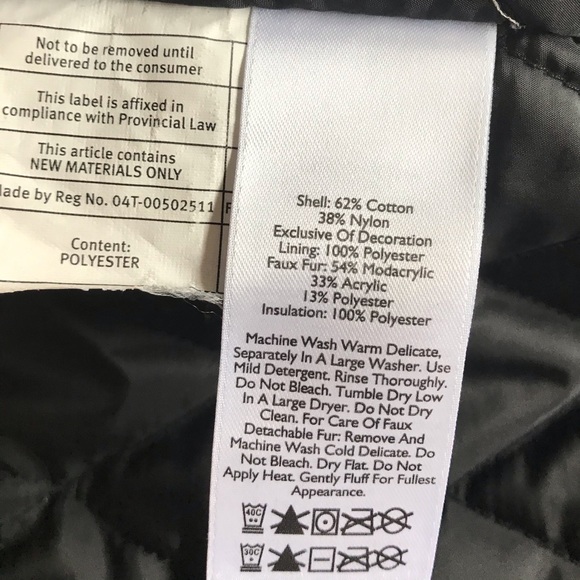 Not to be removed until
delivered to the consumer
This label is affixed in
compliance with Provincial Law
This article contains
NEW MATERIALS ONLY
ade by Reg No. 04T-00502511
Content:
POLYESTER
Shell: 62% Cotton
38% Nylon
Exclusive Of Decoration
Lining: 100% Polyester
Faux Fur: 54% Modacrylic
33% Acrylic
13% Polyester
Insulation: 100% Polyester
Machine Wash Warm Delicate,
Separately In A Large Washer. Use
Mild Detergent. Rinse Thoroughly.
Do Not Bleach. Tumble Dry Low
In A Large Dryer. Do Not Dry
Clean. For Care Of Faux
Detachable Fur: Remove And
Machine Wash Cold Delicate. Do
Not Bleach. Dry Flat. Do Not
Apply Heat. Gently Fluff For Fullest
Appearance.
40C
30C